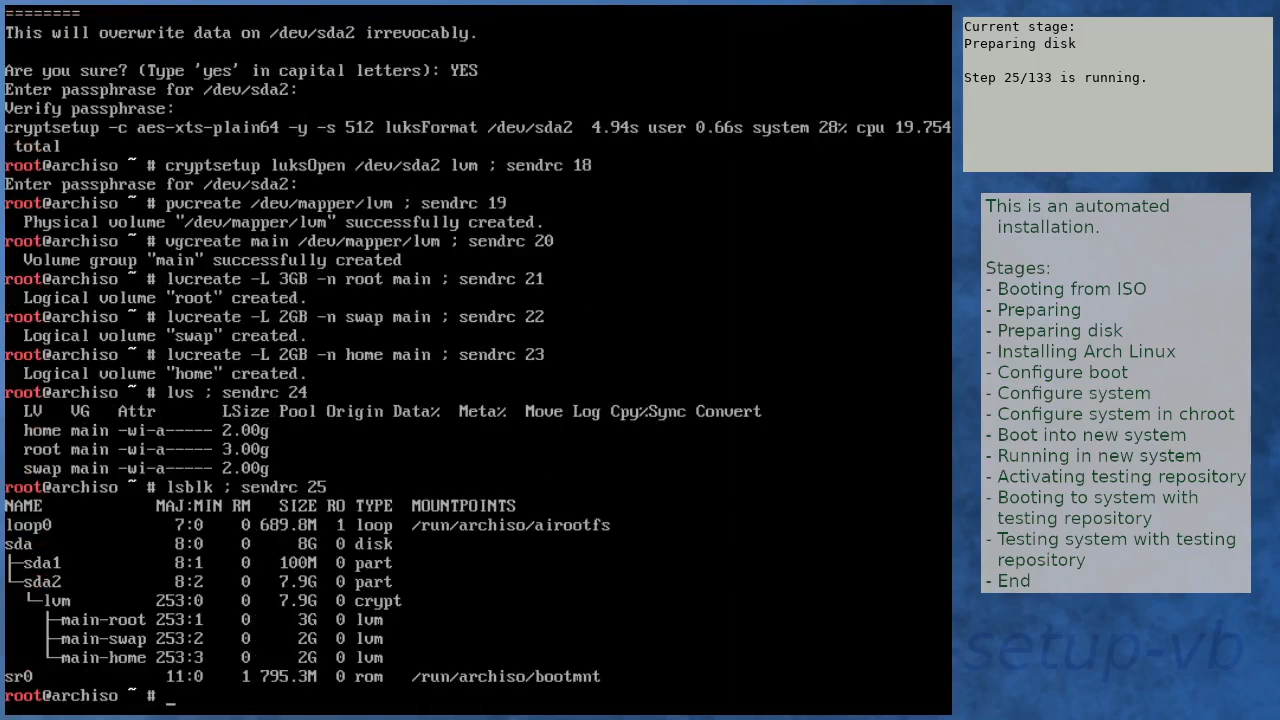 ========
This will overwrite data on /dev/sda2 irrevocably.
Are you sure? (Type 'yes' in capital letters): YES
Enter passphrase for /dev/sda2:
Verify passphrase:
cryptsetup -c aes-xts-plain64 -y -s 512 luksFormat /dev/sda2  4.94s user 0.66s system 28% cpu 19.754
 total
root@archiso ~ # cryptsetup luksOpen /dev/sda2 lvm ; sendrc 18
Enter passphrase for /dev/sda2:
root@archiso ~ # pvcreate /dev/mapper/lvm ; sendrc 19
  Physical volume "/dev/mapper/lvm" successfully created.
root@archiso ~ # vgcreate main /dev/mapper/lvm ; sendrc 20
  Volume group "main" successfully created
root@archiso ~ # lvcreate -L 3GB -n root main ; sendrc 21
  Logical volume "root" created.
root@archiso ~ # lvcreate -L 2GB -n swap main ; sendrc 22
  Logical volume "swap" created.
root@archiso ~ # lvcreate -L 2GB -n home main ; sendrc 23
  Logical volume "home" created.
root@archiso ~ # lvs ; sendrc 24
  LV   VG   Attr       LSize Pool Origin Data%  Meta%  Move Log Cpy%Sync Convert
  home main -wi-a----- 2.00g
  root main -wi-a----- 3.00g
  swap main -wi-a----- 2.00g
root@archiso ~ # lsblk ; sendrc 25
NAME            MAJ:MIN RM   SIZE RO TYPE  MOUNTPOINTS
loop0             7:0    0 689.8M  1 loop  /run/archiso/airootfs
sda               8:0    0     8G  0 disk
├─sda1            8:1    0   100M  0 part
└─sda2            8:2    0   7.9G  0 part
  └─lvm         253:0    0   7.9G  0 crypt
    ├─main-root 253:1    0     3G  0 lvm
    ├─main-swap 253:2    0     2G  0 lvm
    └─main-home 253:3    0     2G  0 lvm
sr0              11:0    1 795.3M  0 rom   /run/archiso/bootmnt
root@archiso ~ # _
Current stage:
Preparing disk
Step 25/133 is running.
This is an automated
installation.
Stages:
- Booting from ISO
- Preparing
- Preparing disk
- Installing Arch Linux
- Configure boot
- Configure system
- Configure system in chroot
- Boot into new system
- Running in new system
- Activating testing repository
- Booting to system with
testing repository
- Testing system with testing
repository
- End
-setup-vb